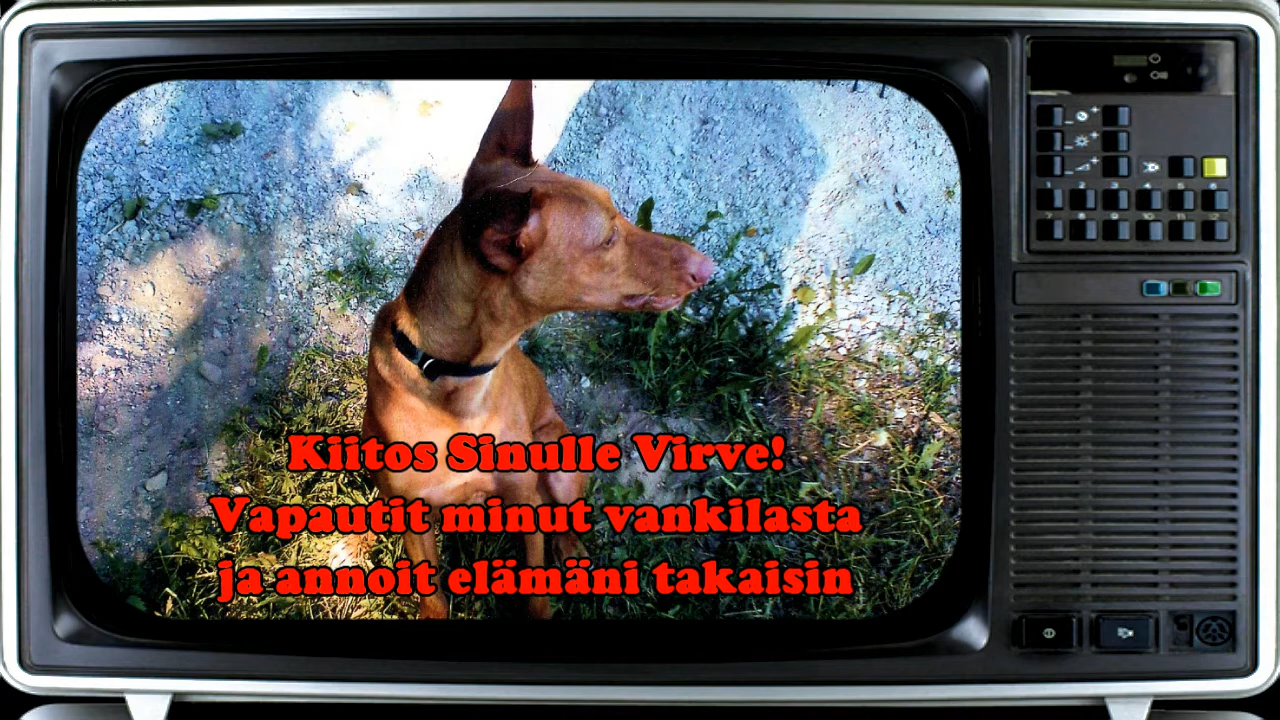 Kiitos Sinulle Virve!
Vapautit minut vankilasta
ja annoit elämäni takaisin